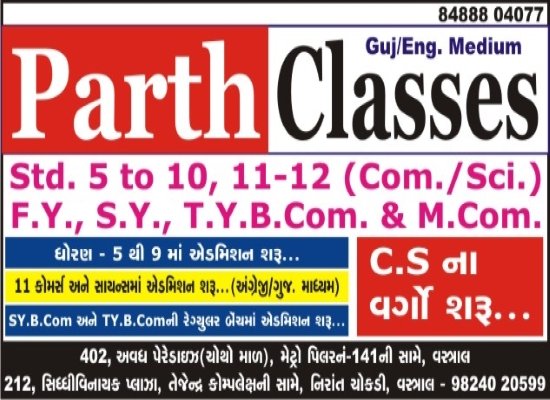 84888 04077
Guj/Eng. Medium
Parth Classes
Std. 5 to 10, 11-12 (Com./Sci.)
F.Y., S.Y., T.Y.B.Com. & M.Com.
ધોરણ - 5 થી 9 માં એડમિશન શરૂ...
11 કોમર્સ અને સાયન્સમાં એડમિશન શરૂ...(અંગ્રેજી/ગુજ. માધ્યમ)
SY.B.Com અને TY.B.Comની રેગ્યુલર બેચમાં એડમિશન શરૂ...
C.S ના
વર્ગો શરૂ...
402, અવધ પેરેડાઇઝ(ચોથો માળ), મેટ્રો પિલરનં-141ની સામે, વસ્ત્રાલ
212, સિધ્ધીવિનાયક પ્લાઝા, તેજેન્દ્ર કોમ્પલેક્ષની સામે, નિરાંત ચોકડી, વસ્ત્રાલ - 98240 20599